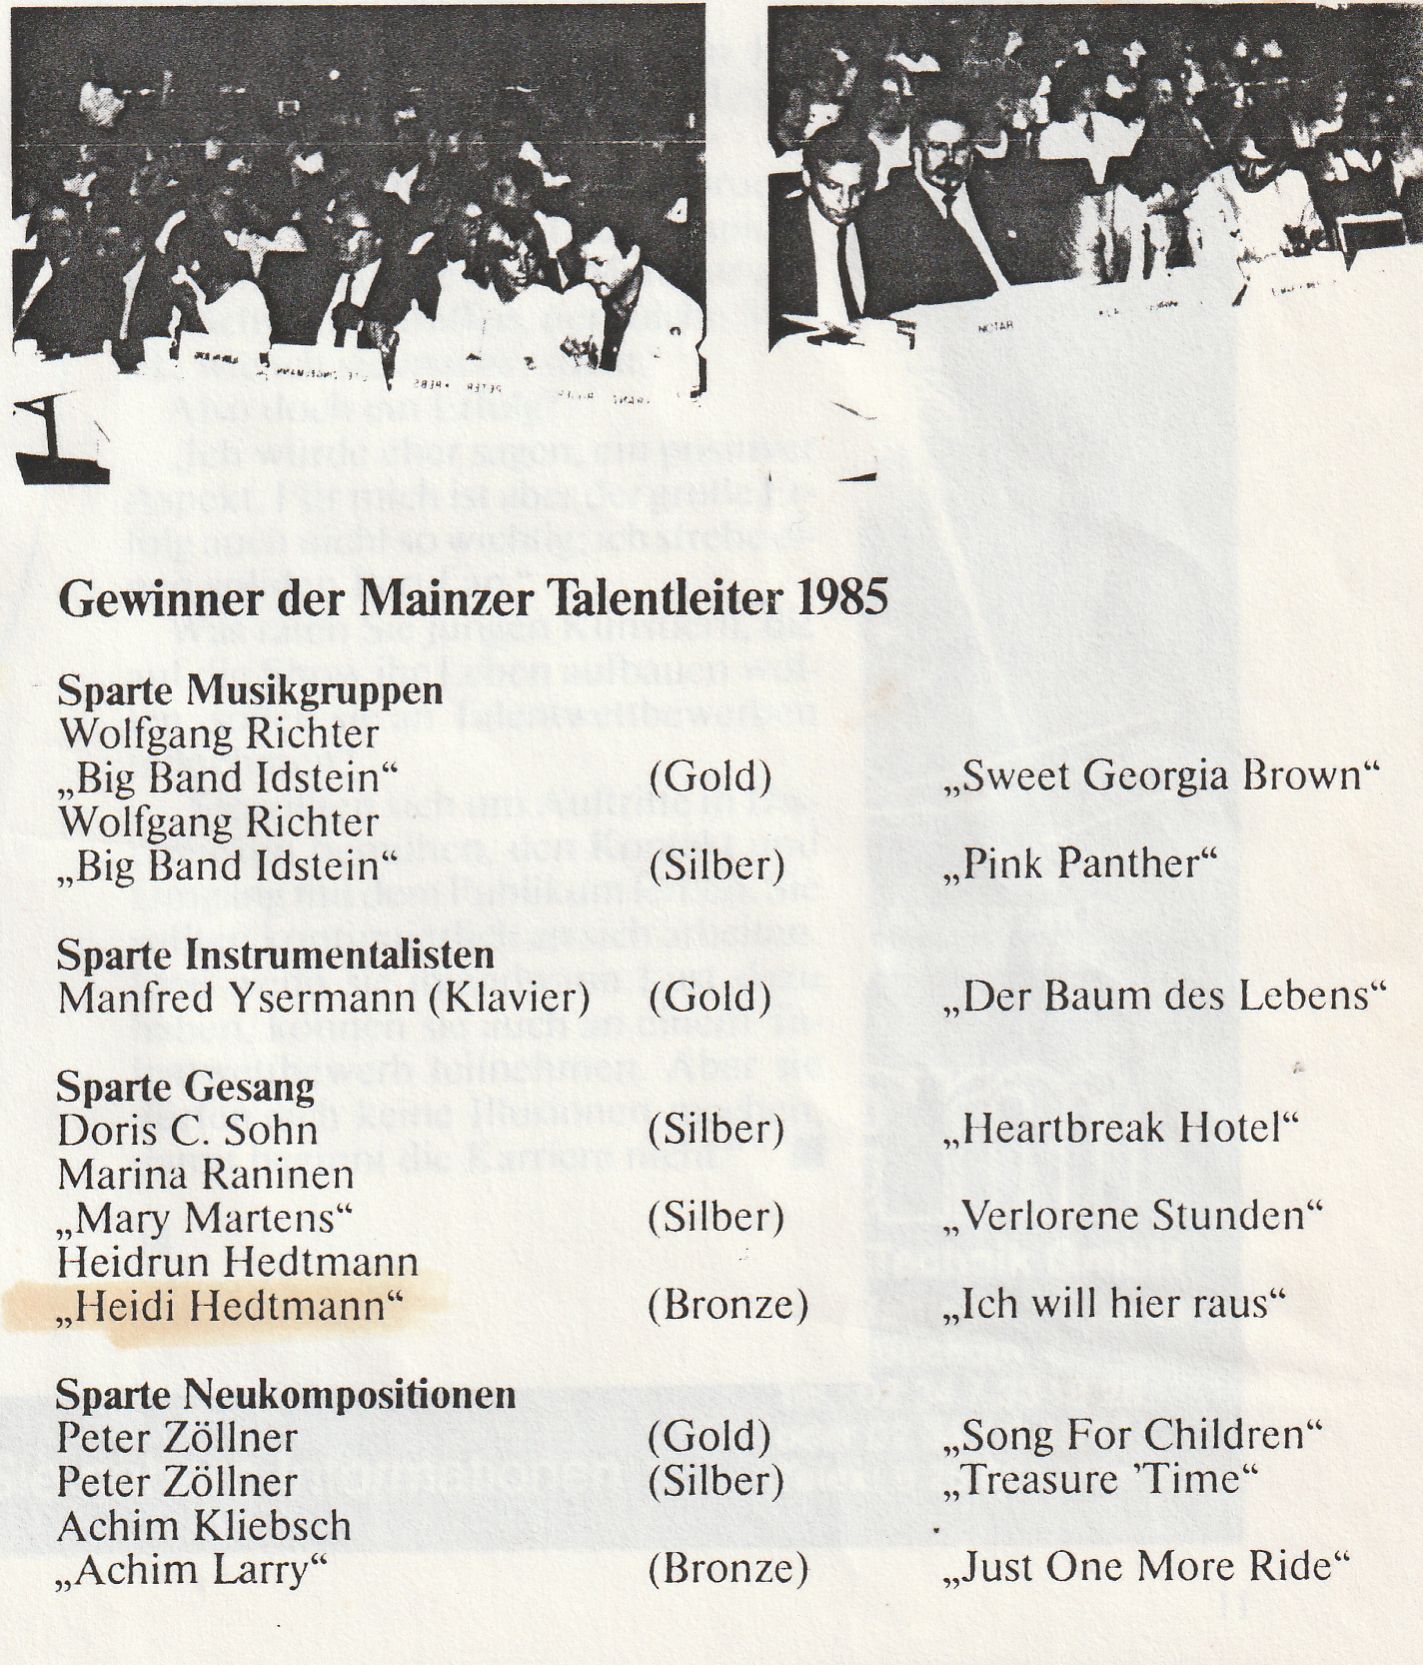 NOTAR
PETER KREBS
Gewinner der Mainzer Talentleiter 1985
Sparte Musikgruppen
Wolfgang Richter
„Big Band Idstein“ (Gold) „Sweet Georgia Brown“
Wolfgang Richter
„Big Band Idstein“ (Silber) „Pink Panther“
Sparte Instrumentalisten
Manfred Ysermann (Klavier) (Gold) „Der Baum des Lebens“
Sparte Gesang
Doris C. Sohn (Silber) „Heartbreak Hotel“
Marina Raninen
„Mary Martens“ (Silber) „Verlorene Stunden“
Heidrun Hedtmann
„Heidi Hedtmann“ (Bronze) „Ich will hier raus“
Sparte Neukompositionen
Peter Zöllner (Gold) „Song For Children“
Peter Zöllner (Silber) „Treasure ’Time“
Achim Kliebsch
„Achim Larry“ (Bronze) „Just One More Ride“